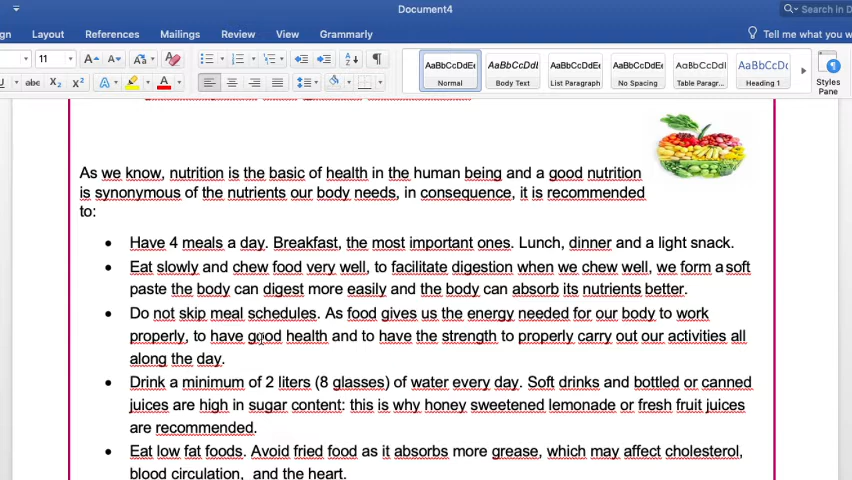 Document4
Search in D
References
Mailings
Review
View
Grammarly
Tell me what you w
11
Normal
Body Text
List Paragraph
No Spacing
Table Paragr...
Heading 1
Styles
Pane
As we know, nutrition is the basic of health in the human being and a good nutrition
is synonymous of the nutrients our body needs, in consequence, it is recommended
to:
Have 4 meals a day. Breakfast, the most important ones. Lunch, dinner and a light snack.
Eat slowly and chew food very well, to facilitate digestion when we chew well, we form a soft
paste the body can digest more easily and the body can absorb its nutrients better.
Do not skip meal schedules. As food gives us the energy needed for our body to work
properly, to have good health and to have the strength to properly carry out our activities all
along the day.
Drink a minimum of 2 liters (8 glasses) of water every day. Soft drinks and bottled or canned
juices are high in sugar content: this is why honey sweetened lemonade or fresh fruit juices
are recommended.
Eat low fat foods. Avoid fried food as it absorbs more grease, which may affect cholesterol,
blood circulation, and the heart.